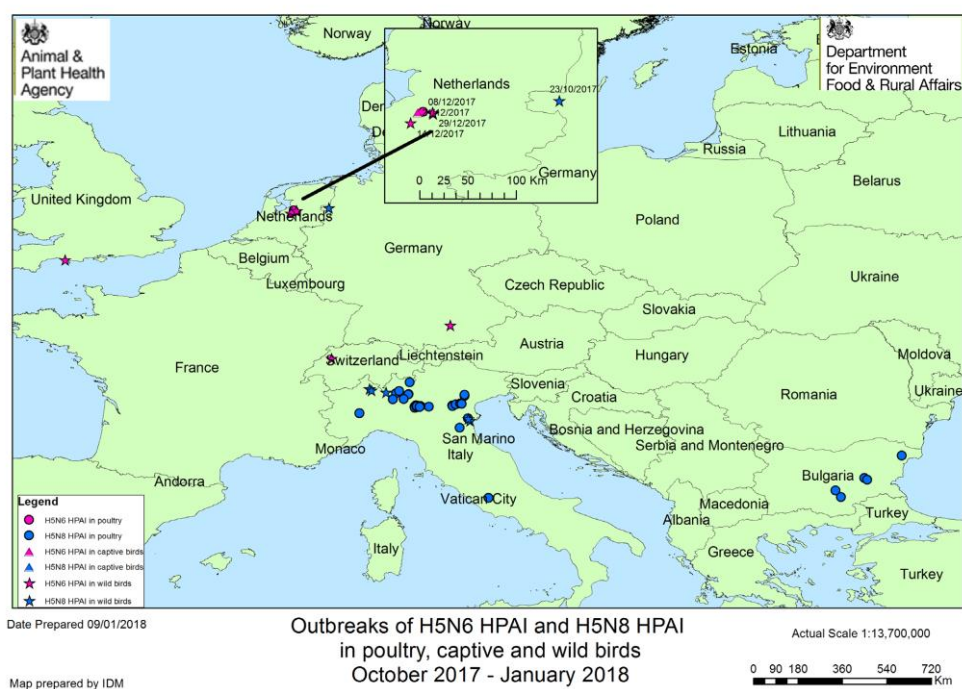 Animal &
Plant Health
Agency
Department
for Environment
Food & Rural Affairs
Norway
Norway
Norway
Estonia
Netherlands
23/10/2017
08/12/2017
12/2017
29/12/2017
12/2017
Germany
0 25 50 100 Km
Lithuania
Russia
Belarus
United Kingdom
Netherlands
Poland
Germany
Belgium
Luxembourg
Czech Republic
Ukraine
Slovakia
France
Switzerland
Liechtenstein
Austria
Hungary
Moldova
Ukraine
Slovenia
Croatia
Romania
Bosnia and Herzegovina
Serbia and Montenegro
San Marino
Monaco
Italy
Andorra
Vatican City
Bulgaria
Macedonia
Albania
Turkey
Greece
Italy
Turkey
Legend
H5N6 HPAI in poultry
H5N8 HPAI in poultry
H5N6 HPAI in captive birds
H5N8 HPAI in captive birds
H5N6 HPAI in wild birds
H5N8 HPAI in wild birds
Date Prepared 09/01/2018
Outbreaks of H5N6 HPAI and H5N8 HPAI
in poultry, captive and wild birds
October 2017 - January 2018
Actual Scale 1:13,700,000
0 90 180 360 540 720
Km
Map prepared by IDM